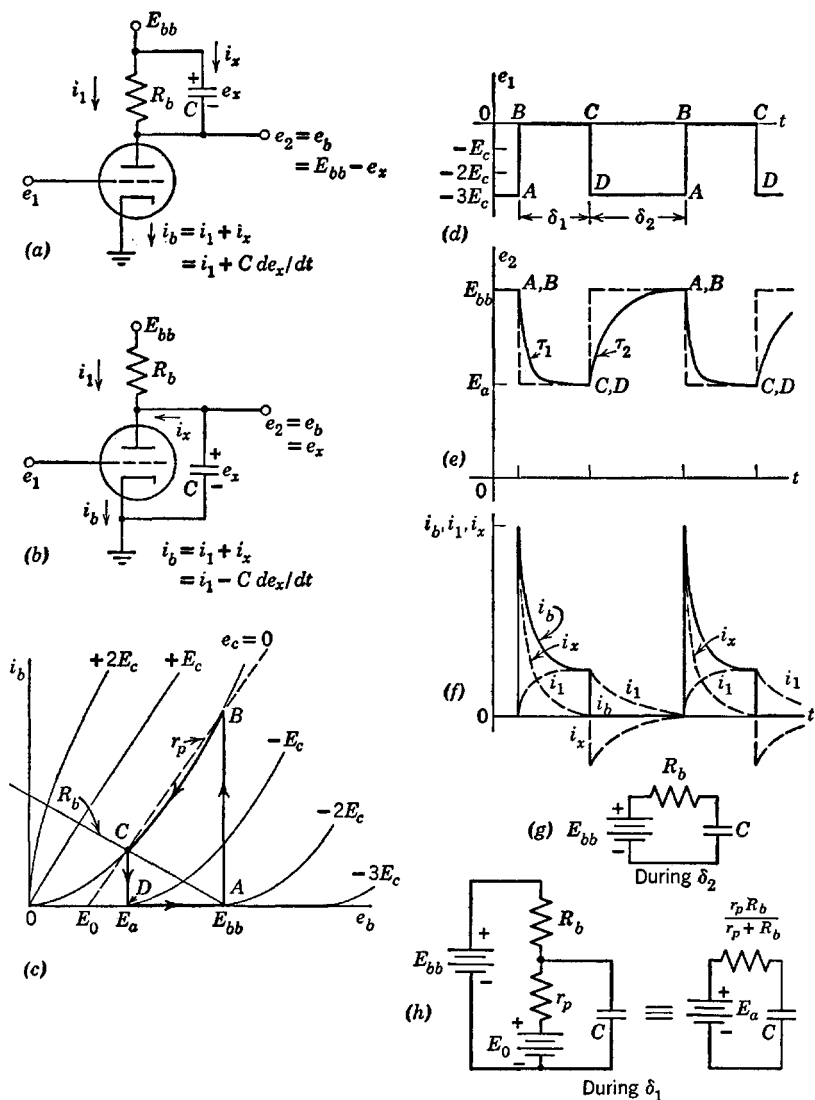 E_bb
i_x
i_1
R_b
+
C
e_x
-
e_2 = e_b
= E_bb - e_x
e_1
i_b = i_1 + i_x
= i_1 + C de_x/dt
(a)
E_bb
i_1
R_b
i_x
e_2 = e_b
= e_x
+
C
e_x
-
e_1
i_b
i_b = i_1 + i_x
= i_1 - C de_x/dt
(b)
i_b
+2E_c
+E_c
e_c = 0
B
r_p
-E_c
R_b
C
-2E_c
D
A
-3E_c
0
E_0
E_a
E_bb
e_b
(c)
e_1
0
B
C
B
C
t
-E_c
-2E_c
-3E_c
A
D
A
D
δ_1
δ_2
(d)
e_2
E_bb
A,B
A,B
τ_1
τ_2
E_a
C,D
C,D
(e)
0
t
i_b, i_1, i_x
i_b
i_x
i_x
i_1
i_1
i_1
i_1
(f)
0
i_b
t
i_x
R_b
(g)
E_bb
+
-
C
During δ_2
R_b
r_p R_b
r_p + R_b
E_bb
+
-
r_p
(h)
+
E_0
-
C
≡
+
E_a
-
C
During δ_1